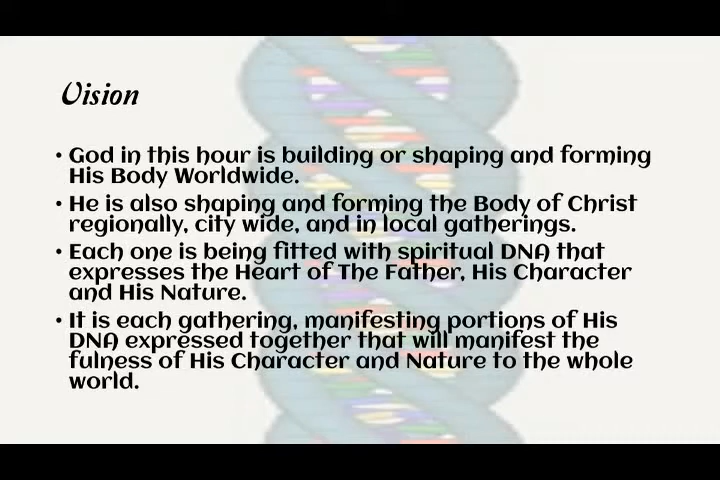 Vision
• God in this hour is building or shaping and forming
His Body Worldwide.
• He is also shaping and forming the Body of Christ
regionally, city wide, and in local gatherings.
• Each one is being fitted with spiritual DNA that
expresses the Heart of The Father, His Character
and His Nature.
• It is each gathering, manifesting portions of His
DNA expressed together that will manifest the
fulness of His Character and Nature to the whole
world.